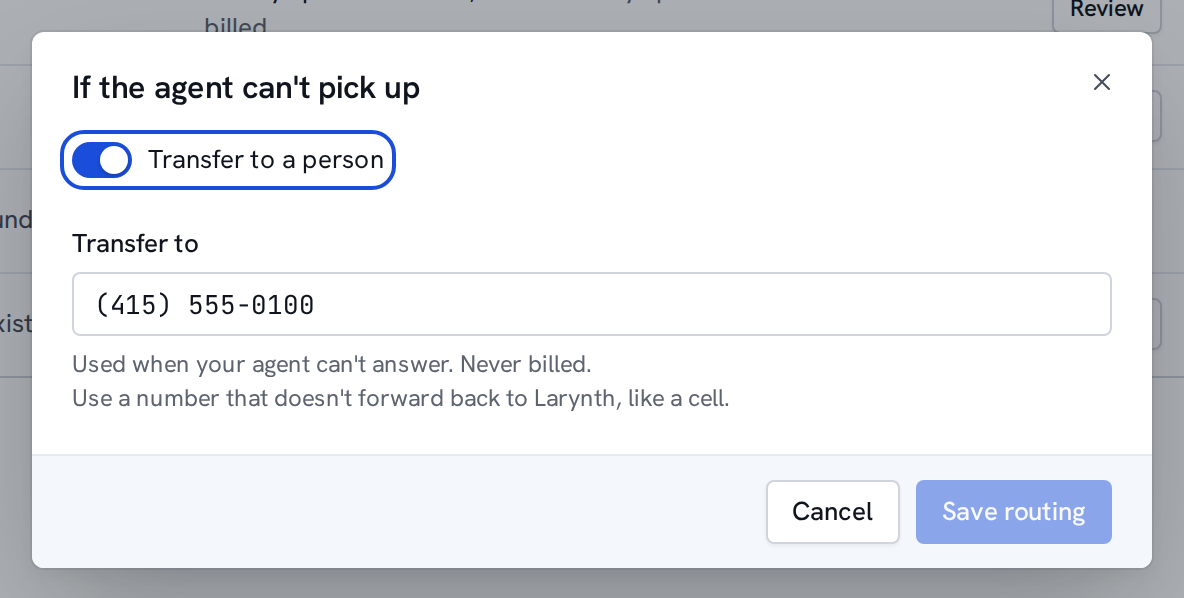 billed
Review
If the agent can't pick up
Transfer to a person
Transfer to
(415) 555-0100
Used when your agent can't answer. Never billed.
Use a number that doesn't forward back to Larynth, like a cell.
Cancel
Save routing